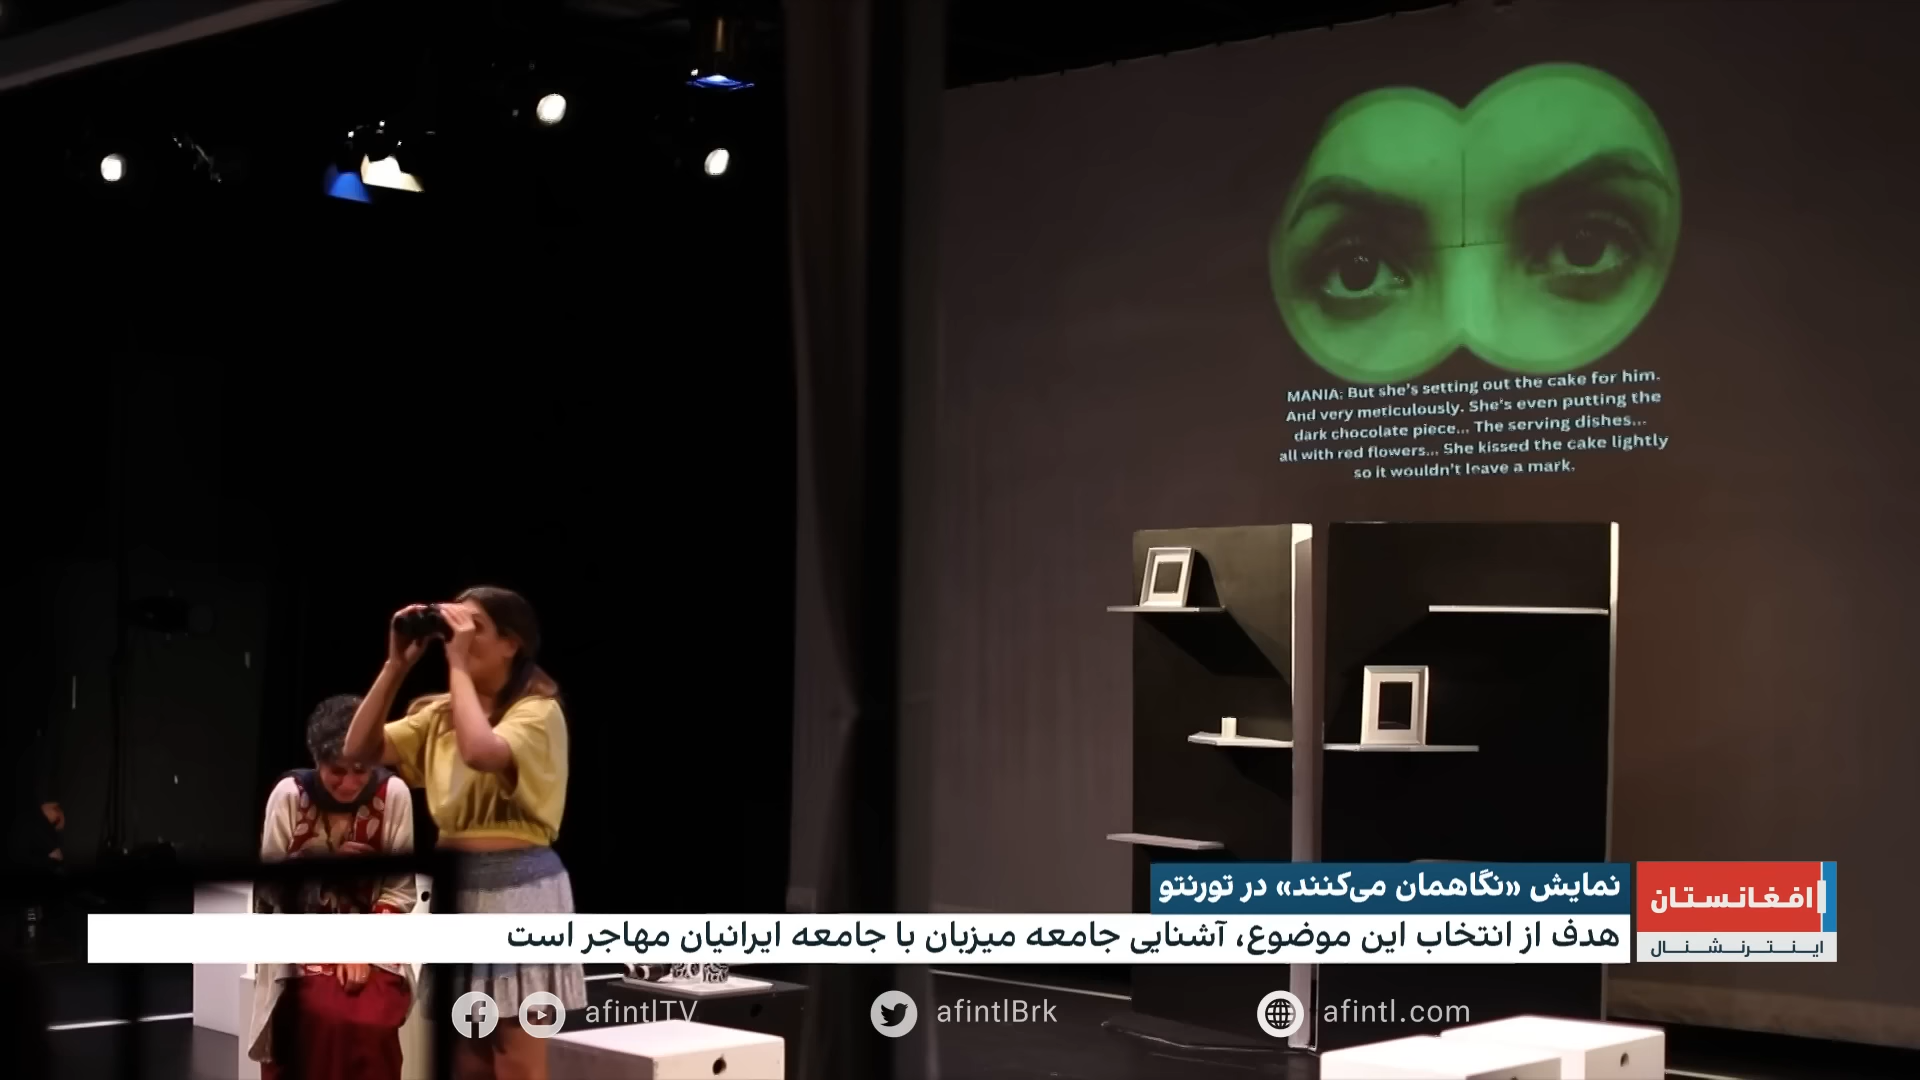 MANIA: But she's setting out the cake for him.
And very meticulously. She's even putting the
dark chocolate piece... The serving dishes...
all with red flowers... She kissed the cake lightly
so it wouldn't leave a mark.
نمایش «نگاهمان می‌کنند» در تورنتو
هدف از انتخاب این موضوع، آشنایی جامعه میزبان با جامعه ایرانیان مهاجر است
افغانستان
اینترنشنال
afintlTV
afintlBrk
afintl.com